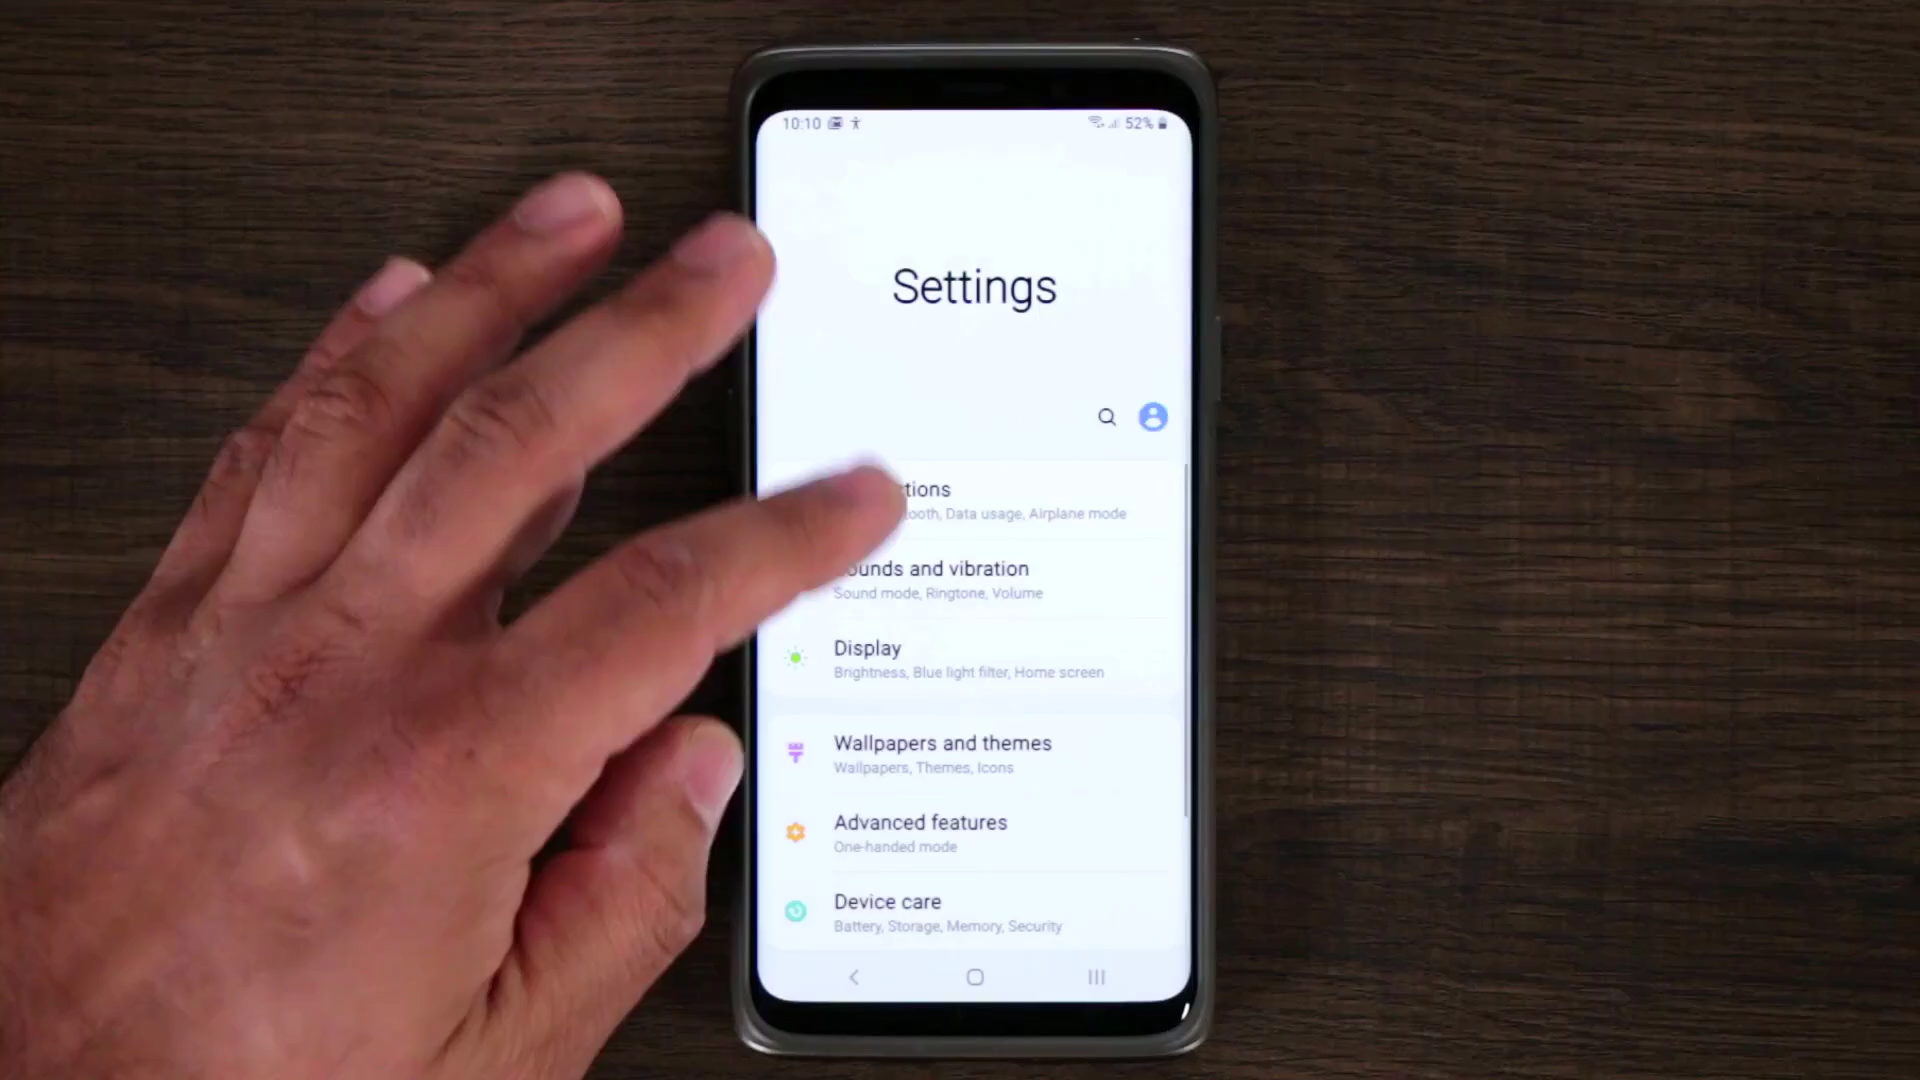 10:10 52%
Settings
tions
ooth, Data usage, Airplane mode
ounds and vibration
Sound mode, Ringtone, Volume
Display
Brightness, Blue light filter, Home screen
Wallpapers and themes
Wallpapers, Themes, Icons
Advanced features
One-handed mode
Device care
Battery, Storage, Memory, Security